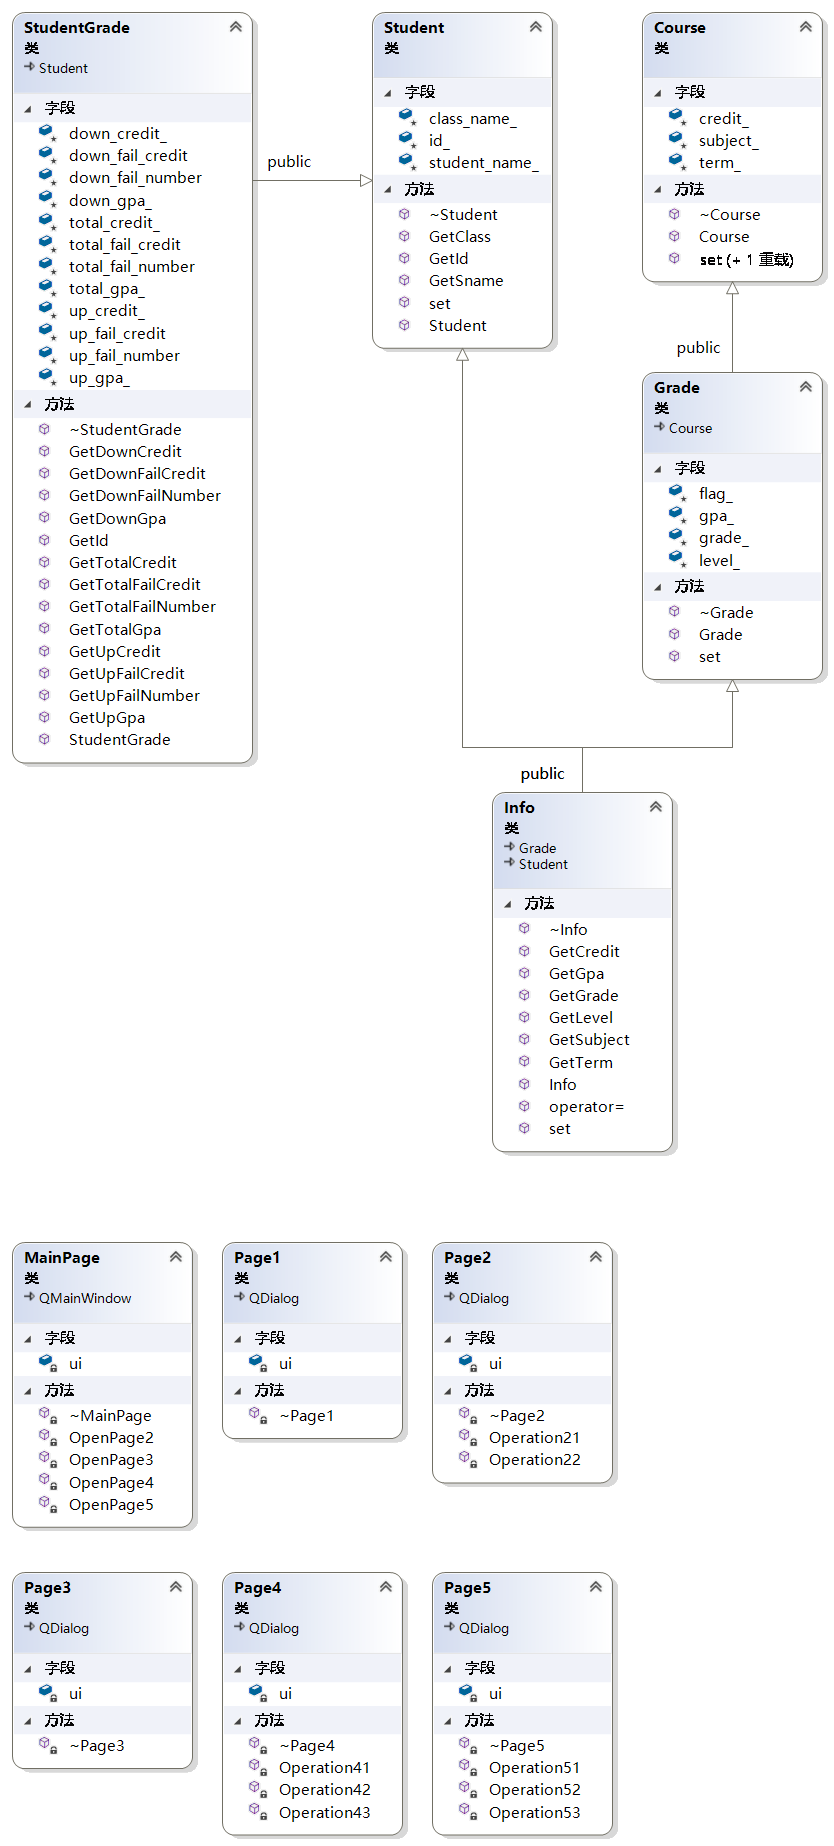 StudentGrade
类
Student
字段
down_credit_
down_fail_credit
down_fail_number
down_gpa_
total_credit_
total_fail_credit
total_fail_number
total_gpa_
up_credit_
up_fail_credit
up_fail_number
up_gpa_
方法
~StudentGrade
GetDownCredit
GetDownFailCredit
GetDownFailNumber
GetDownGpa
GetId
GetTotalCredit
GetTotalFailCredit
GetTotalFailNumber
GetTotalGpa
GetUpCredit
GetUpFailCredit
GetUpFailNumber
GetUpGpa
StudentGrade
public
Student
类
字段
class_name_
id_
student_name_
方法
~Student
GetClass
GetId
GetSname
set
Student
Course
类
字段
credit_
subject_
term_
方法
~Course
Course
set (+ 1 重载)
public
Grade
类
Course
字段
flag_
gpa_
grade_
level_
方法
~Grade
Grade
set
public
Info
类
Grade
Student
方法
~Info
GetCredit
GetGpa
GetGrade
GetLevel
GetSubject
GetTerm
Info
operator=
set
MainPage
类
QMainWindow
字段
ui
方法
~MainPage
OpenPage2
OpenPage3
OpenPage4
OpenPage5
Page1
类
QDialog
字段
ui
方法
~Page1
Page2
类
QDialog
字段
ui
方法
~Page2
Operation21
Operation22
Page3
类
QDialog
字段
ui
方法
~Page3
Page4
类
QDialog
字段
ui
方法
~Page4
Operation41
Operation42
Operation43
Page5
类
QDialog
字段
ui
方法
~Page5
Operation51
Operation52
Operation53